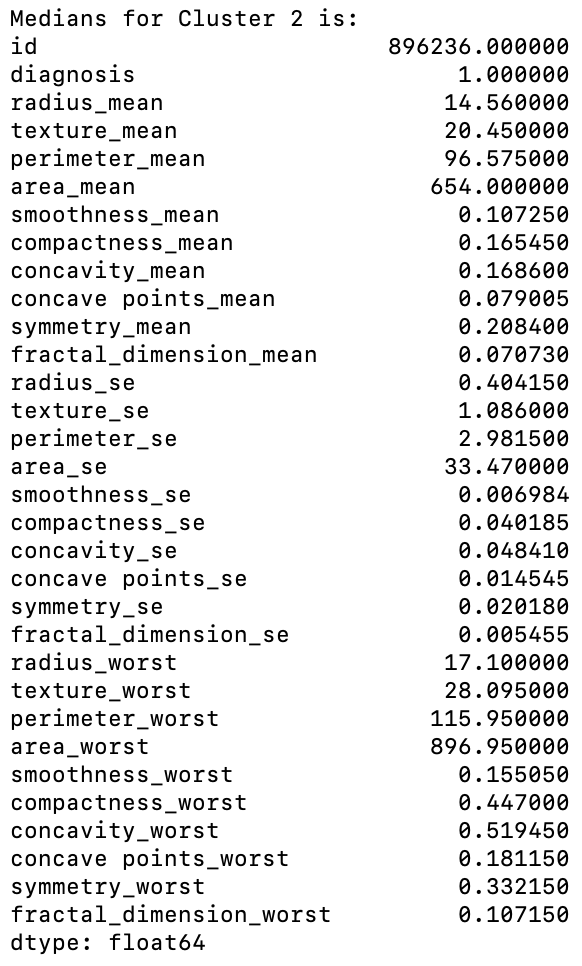 Medians for Cluster 2 is:
id 896236.000000
diagnosis 1.000000
radius_mean 14.560000
texture_mean 20.450000
perimeter_mean 96.575000
area_mean 654.000000
smoothness_mean 0.107250
compactness_mean 0.165450
concavity_mean 0.168600
concave points_mean 0.079005
symmetry_mean 0.208400
fractal_dimension_mean 0.070730
radius_se 0.404150
texture_se 1.086000
perimeter_se 2.981500
area_se 33.470000
smoothness_se 0.006984
compactness_se 0.040185
concavity_se 0.048410
concave points_se 0.014545
symmetry_se 0.020180
fractal_dimension_se 0.005455
radius_worst 17.100000
texture_worst 28.095000
perimeter_worst 115.950000
area_worst 896.950000
smoothness_worst 0.155050
compactness_worst 0.447000
concavity_worst 0.519450
concave points_worst 0.181150
symmetry_worst 0.332150
fractal_dimension_worst 0.107150
dtype: float64